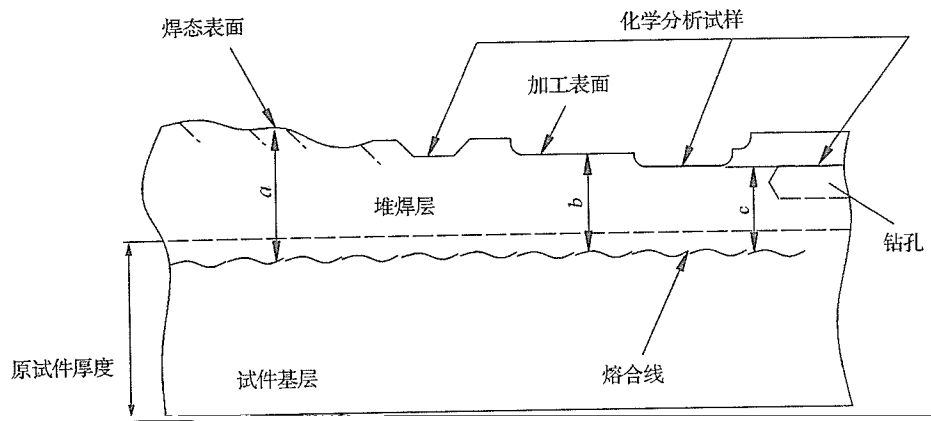 焊态表面
化学分析试样
加工表面
a
堆焊层
b
c
钻孔
原试件厚度
试件基层
熔合线